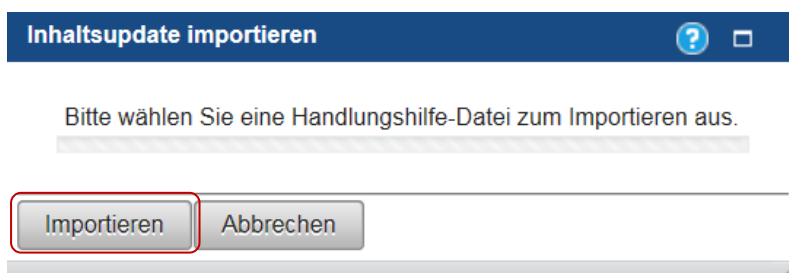 Inhaltsupdate importieren ?
Bitte wählen Sie eine Handlungshilfe-Datei zum Importieren aus.
Importieren Abbrechen